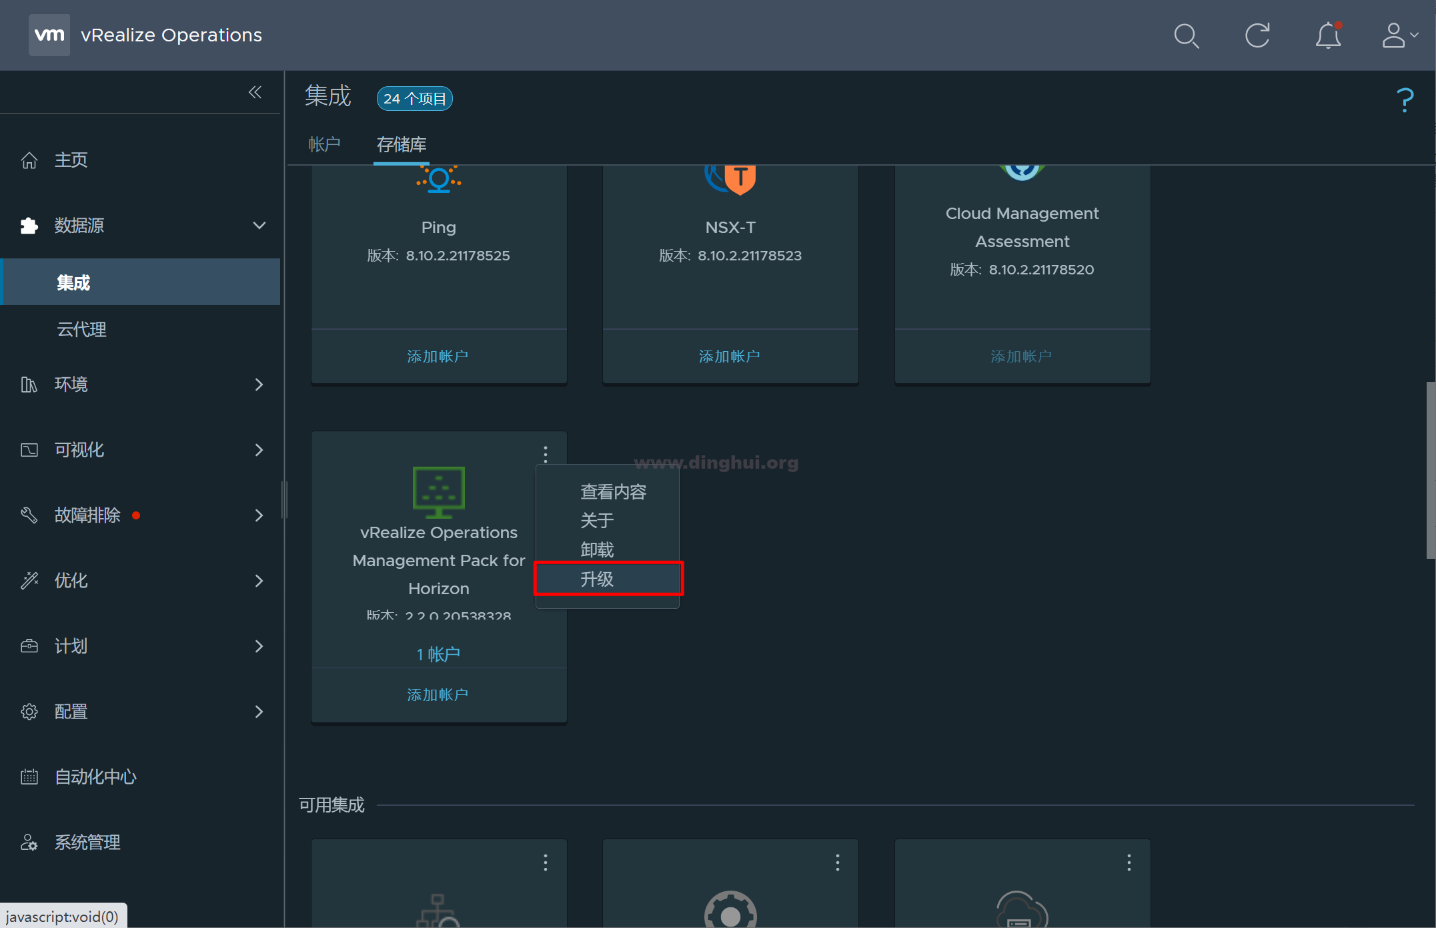 vm vRealize Operations
集成 24 个项目
帐户 存储库
主页
数据源
集成
云代理
环境
可视化
故障排除
优化
计划
配置
自动化中心
系统管理
Ping
版本: 8.10.2.21178525
添加帐户
NSX-T
版本: 8.10.2.21178523
添加帐户
Cloud Management
Assessment
版本: 8.10.2.21178520
添加帐户
www.dinghui.org
vRealize Operations
Management Pack for
Horizon
版本: 2.2.0.20538328
1 帐户
添加帐户
查看内容
关于
卸载
升级
可用集成
javascript:void(0)